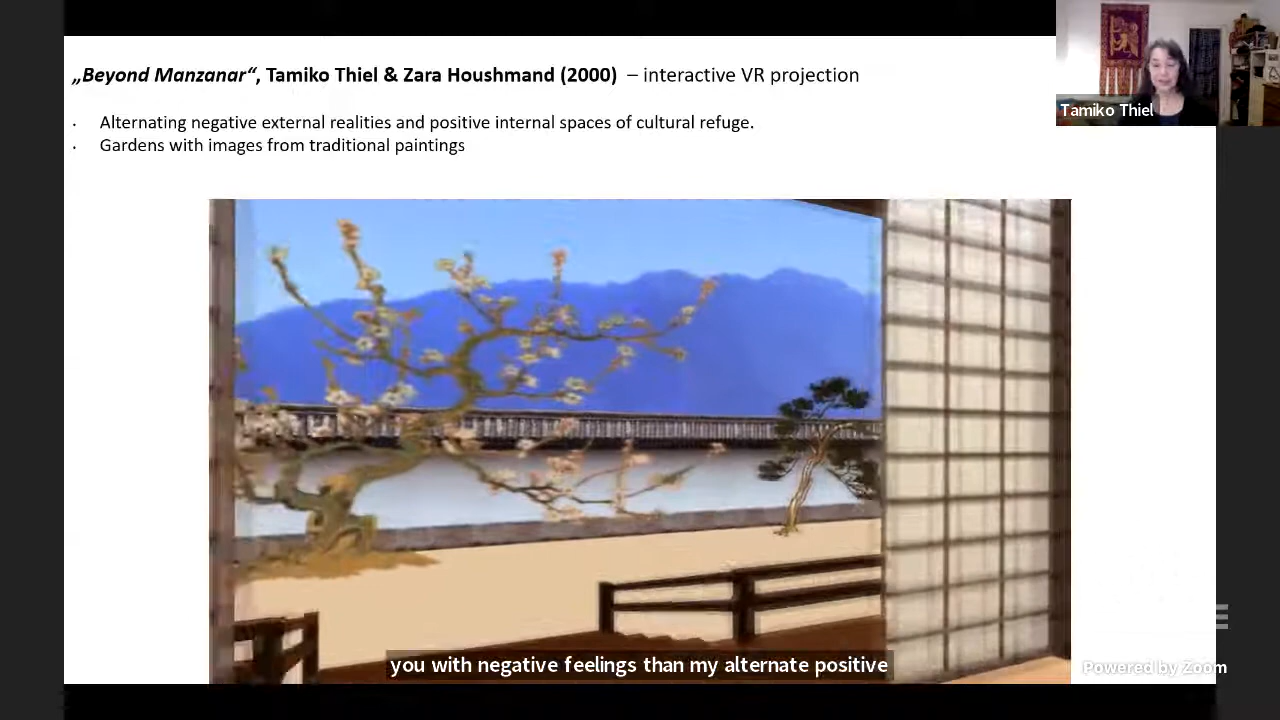 „Beyond Manzanar“, Tamiko Thiel & Zara Houshmand (2000) – interactive VR projection
· Alternating negative external realities and positive internal spaces of cultural refuge.
· Gardens with images from traditional paintings
Tamiko Thiel
you with negative feelings than my alternate positive
Powered by Zoom